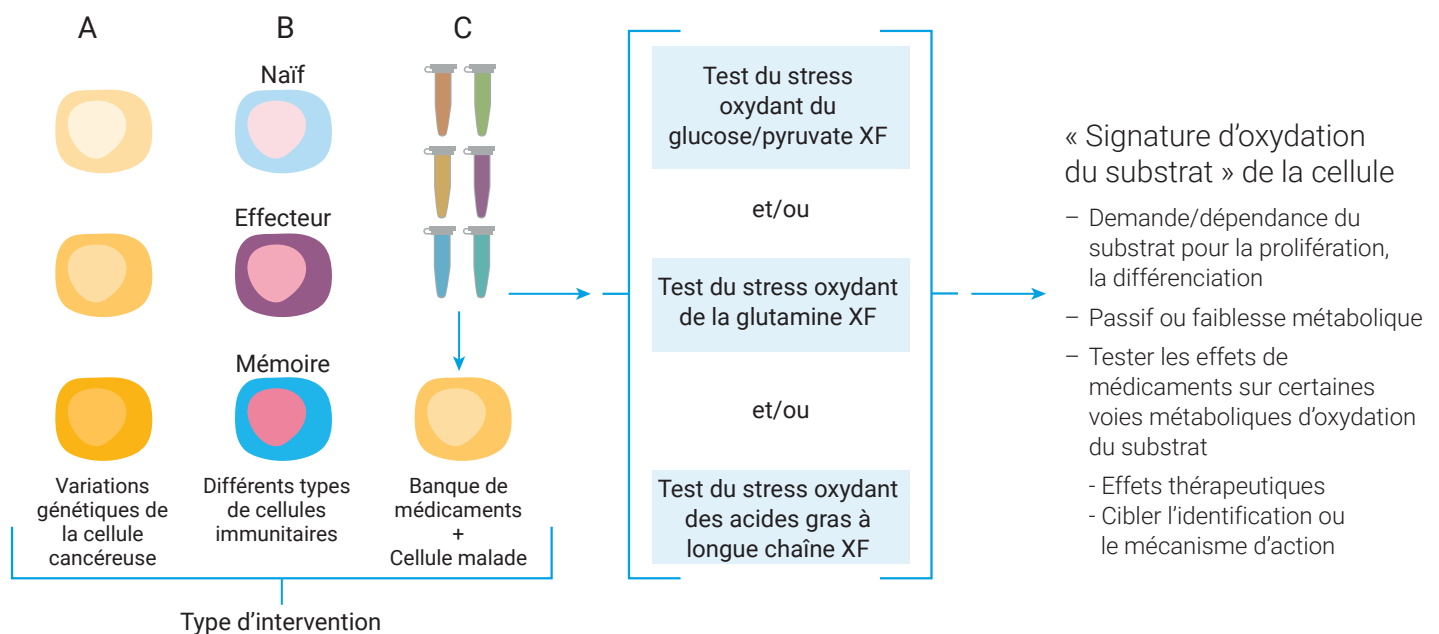 A
B
C
Naïf
Effecteur
Mémoire
Variations
génétiques de
la cellule
cancéreuse
Différents types
de cellules
immunitaires
Banque de
médicaments
+
Cellule malade
Type d’intervention
Test du stress
oxydant du
glucose/pyruvate XF
et/ou
Test du stress oxydant
de la glutamine XF
et/ou
Test du stress oxydant
des acides gras à
longue chaîne XF
« Signature d’oxydation
du substrat » de la cellule
– Demande/dépendance du
substrat pour la prolifération,
la différenciation
– Passif ou faiblesse métabolique
– Tester les effets de
médicaments sur certaines
voies métaboliques d’oxydation
du substrat
- Effets thérapeutiques
- Cibler l’identification ou
le mécanisme d’action